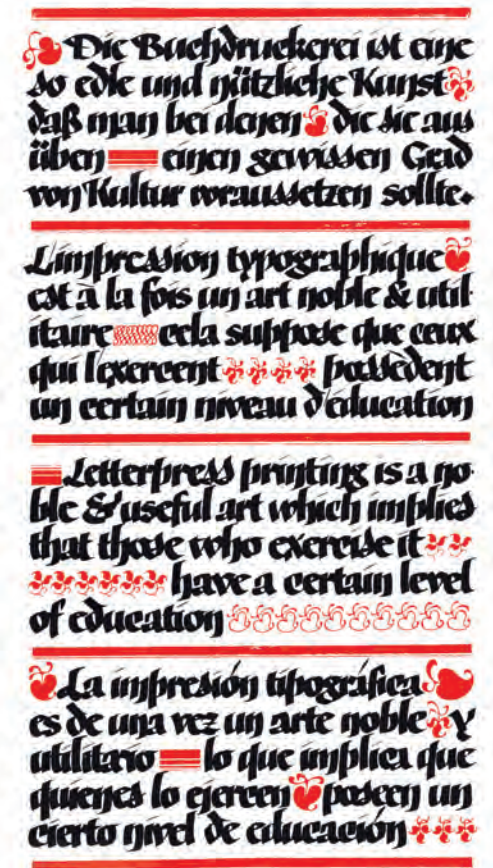 Die Buchdruckerei ist eine
so edle und nützliche Kunst
daß man bei denen die sie aus
üben einen gewissen Grad
von Kultur voraussetzen sollte.
L'impression typographique
est à la fois un art noble & util-
itaire cela suppose que ceux
qui l'exercent possèdent
un certain niveau d'éducation
Letterpress printing is a no-
ble & useful art which implies
that those who exercise it
have a certain level
of education
La impresión tipográfica
es de una vez un arte noble y
utilitario lo que implica que
quienes lo ejercen poseen un
cierto nivel de educación